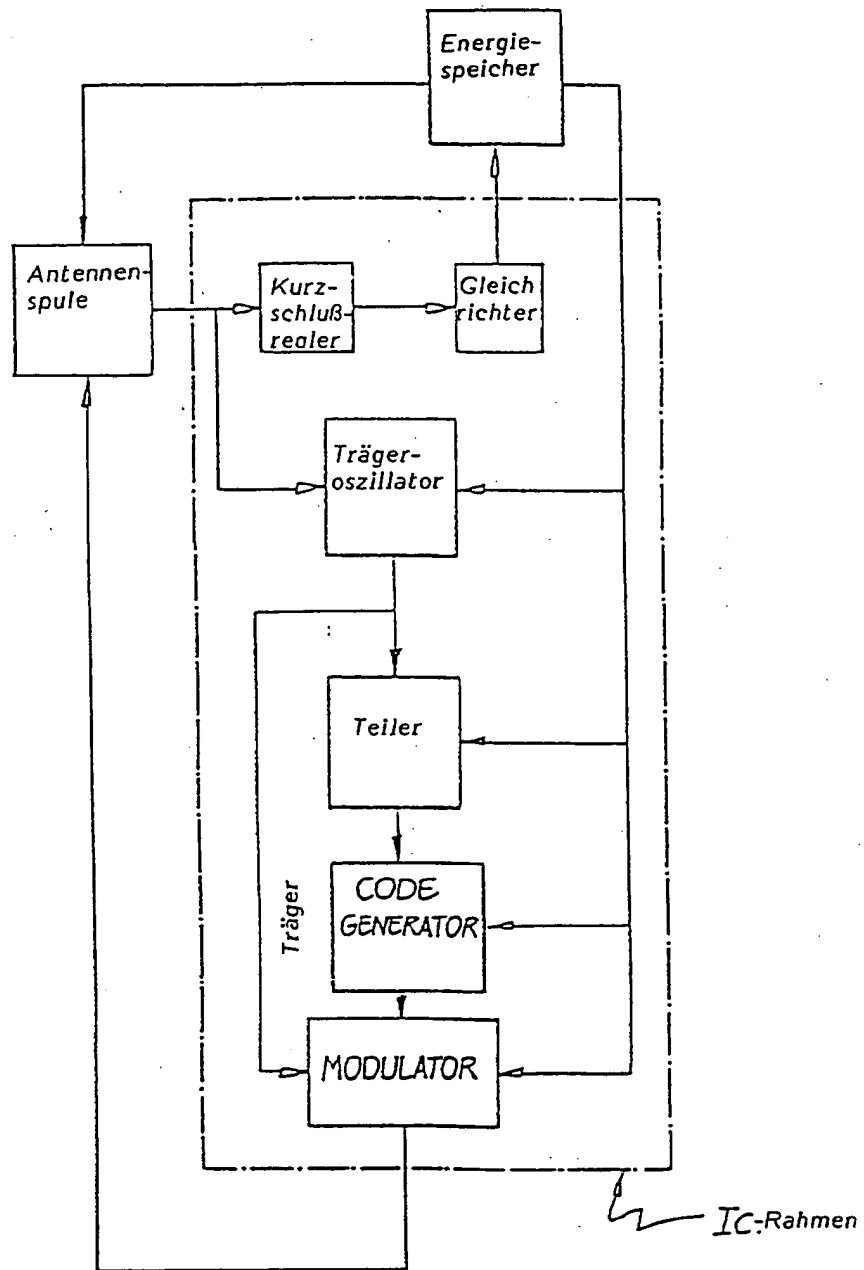 Energie-
speicher
Antennen-
spule
Kurz-
schluß-
realer
Gleich
richter
Träger-
oszillator
Teiler
CODE
GENERATOR
Träger
MODULATOR
IC-Rahmen